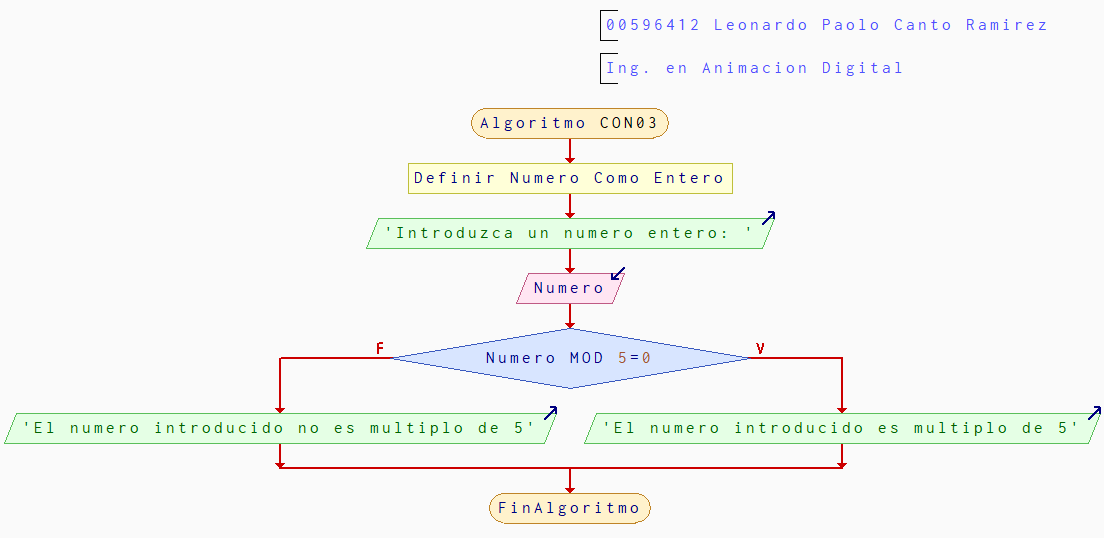 00596412 Leonardo Paolo Canto Ramirez
Ing. en Animacion Digital
Algoritmo CON03
Definir Numero Como Entero
'Introduzca un numero entero: '
Numero
F
Numero MOD 5=0
V
'El numero introducido no es multiplo de 5'
'El numero introducido es multiplo de 5'
FinAlgoritmo